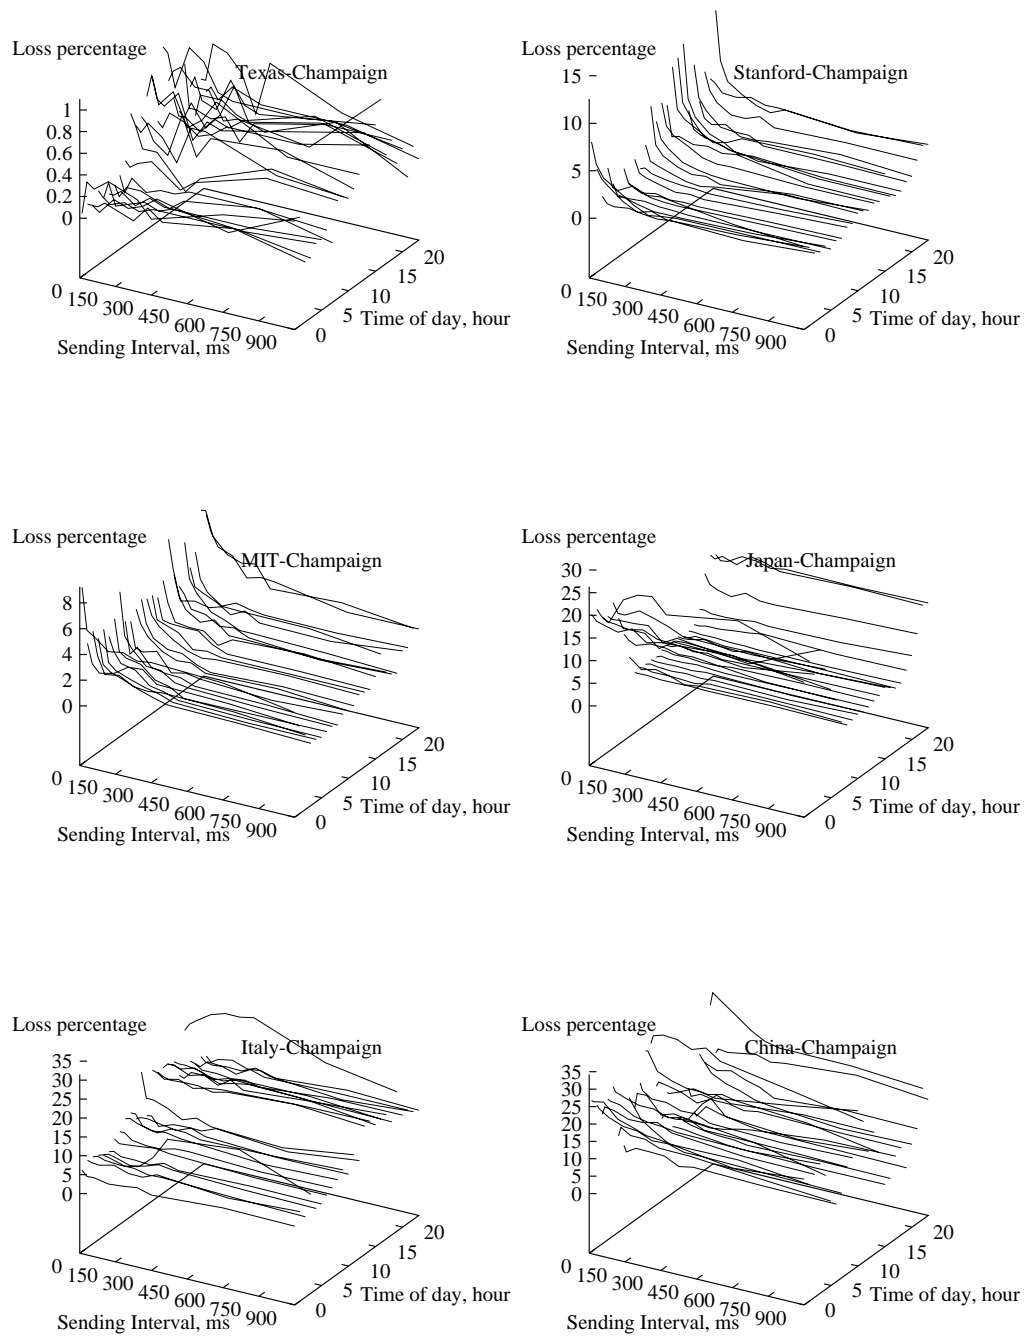 Loss percentage
Texas-Champaign
1
0.8
0.6
0.4
0.2
0
0 150 300 450 600 750 900
Sending Interval, ms
0 5 10 15 20
Time of day, hour
Loss percentage
Stanford-Champaign
15
10
5
0
0 150 300 450 600 750 900
Sending Interval, ms
0 5 10 15 20
Time of day, hour
Loss percentage
MIT-Champaign
8
6
4
2
0
0 150 300 450 600 750 900
Sending Interval, ms
0 5 10 15 20
Time of day, hour
Loss percentage
Japan-Champaign
30
25
20
15
10
5
0
0 150 300 450 600 750 900
Sending Interval, ms
0 5 10 15 20
Time of day, hour
Loss percentage
Italy-Champaign
35
30
25
20
15
10
5
0
0 150 300 450 600 750 900
Sending Interval, ms
0 5 10 15 20
Time of day, hour
Loss percentage
China-Champaign
35
30
25
20
15
10
5
0
0 150 300 450 600 750 900
Sending Interval, ms
0 5 10 15 20
Time of day, hour